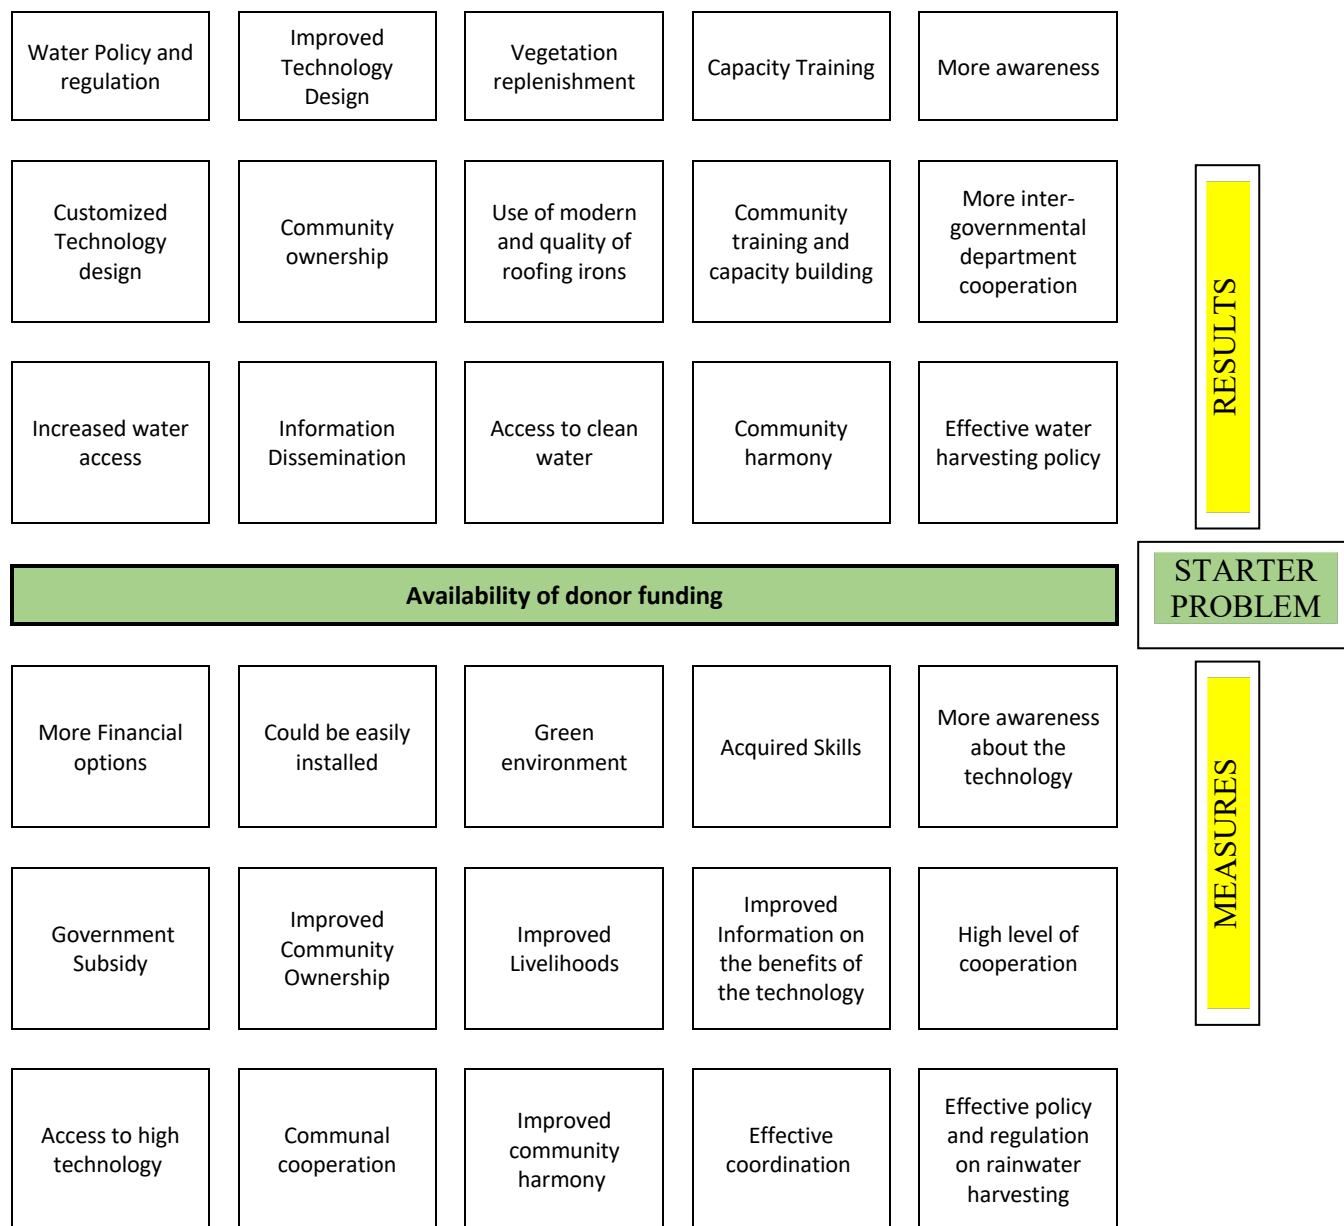 Water Policy and
regulation
Improved
Technology
Design
Vegetation
replenishment
Capacity Training
More awareness
Customized
Technology
design
Community
ownership
Use of modern
and quality of
roofing irons
Community
training and
capacity building
More inter-
governmental
department
cooperation
RESULTS
Increased water
access
Information
Dissemination
Access to clean
water
Community
harmony
Effective water
harvesting policy
Availability of donor funding
STARTER
PROBLEM
More Financial
options
Could be easily
installed
Green
environment
Acquired Skills
More awareness
about the
technology
MEASURES
Government
Subsidy
Improved
Community
Ownership
Improved
Livelihoods
Improved
Information on
the benefits of
the technology
High level of
cooperation
Access to high
technology
Communal
cooperation
Improved
community
harmony
Effective
coordination
Effective policy
and regulation
on rainwater
harvesting